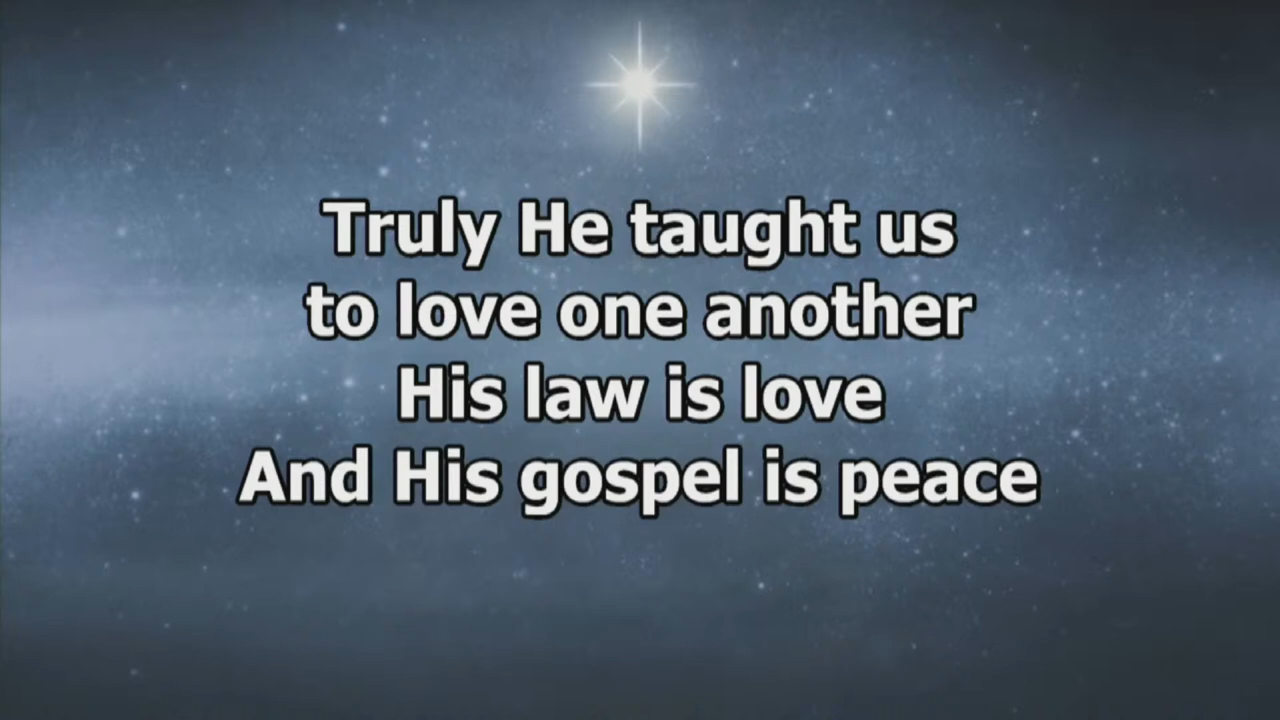 Truly He taught us
to love one another
His law is love
And His gospel is peace